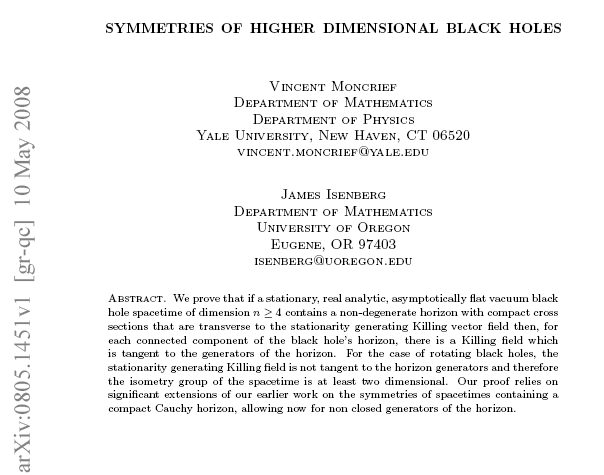 SYMMETRIES OF HIGHER DIMENSIONAL BLACK HOLES
VINCENT MONCRIEF
DEPARTMENT OF MATHEMATICS
DEPARTMENT OF PHYSICS
YALE UNIVERSITY, NEW HAVEN, CT 06520
VINCENT.MONCRIEF@YALE.EDU
JAMES ISENBERG
DEPARTMENT OF MATHEMATICS
UNIVERSITY OF OREGON
EUGENE, OR 97403
ISENBERG@UOREGON.EDU
ABSTRACT. We prove that if a stationary, real analytic, asymptotically flat vacuum black
hole spacetime of dimension n ≥ 4 contains a non-degenerate horizon with compact cross
sections that are transverse to the stationarity generating Killing vector field then, for
each connected component of the black hole's horizon, there is a Killing field which
is tangent to the generators of the horizon. For the case of rotating black holes, the
stationarity generating Killing field is not tangent to the horizon generators and therefore
the isometry group of the spacetime is at least two dimensional. Our proof relies on
significant extensions of our earlier work on the symmetries of spacetimes containing a
compact Cauchy horizon, allowing now for non closed generators of the horizon.
arXiv:0805.1451v1 [gr-qc] 10 May 2008